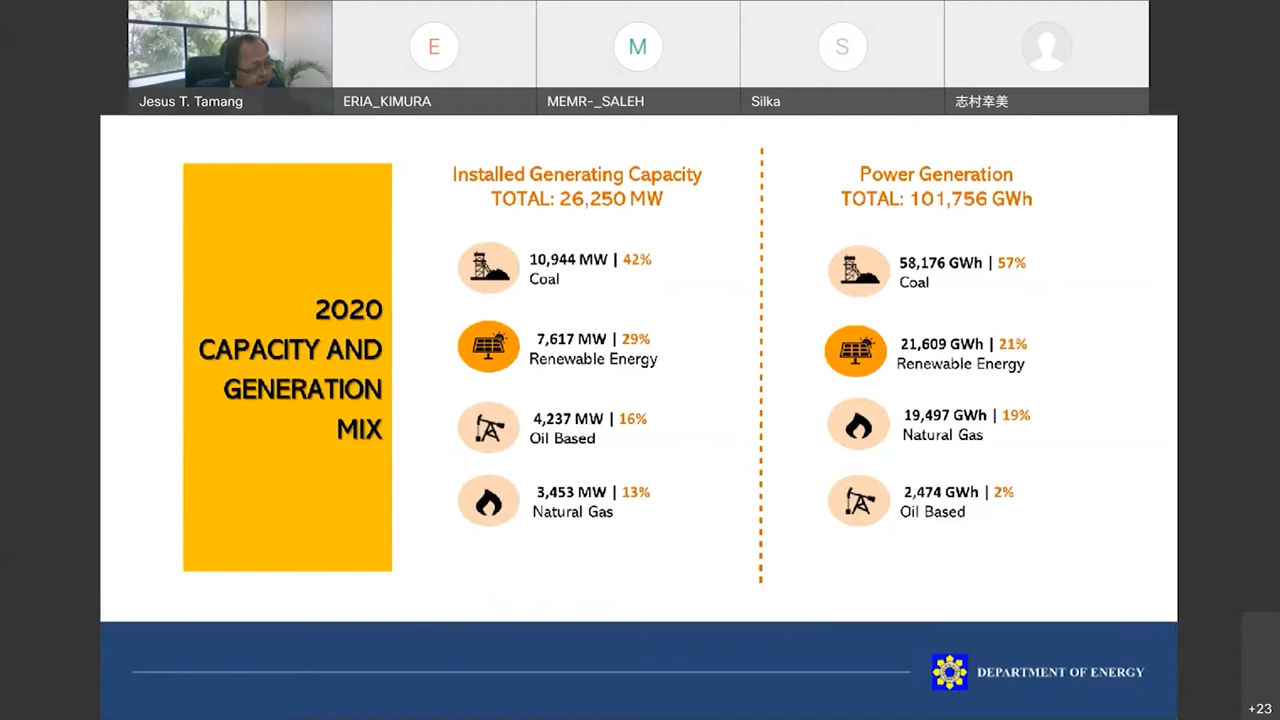 E
M
S
Jesus T. Tamang
ERIA_KIMURA
MEMR-_SALEH
Silka
志村幸美
2020
CAPACITY AND
GENERATION
MIX
Installed Generating Capacity
TOTAL: 26,250 MW
10,944 MW | 42%
Coal
7,617 MW | 29%
Renewable Energy
4,237 MW | 16%
Oil Based
3,453 MW | 13%
Natural Gas
Power Generation
TOTAL: 101,756 GWh
58,176 GWh | 57%
Coal
21,609 GWh | 21%
Renewable Energy
19,497 GWh | 19%
Natural Gas
2,474 GWh | 2%
Oil Based
DEPARTMENT OF ENERGY
+23